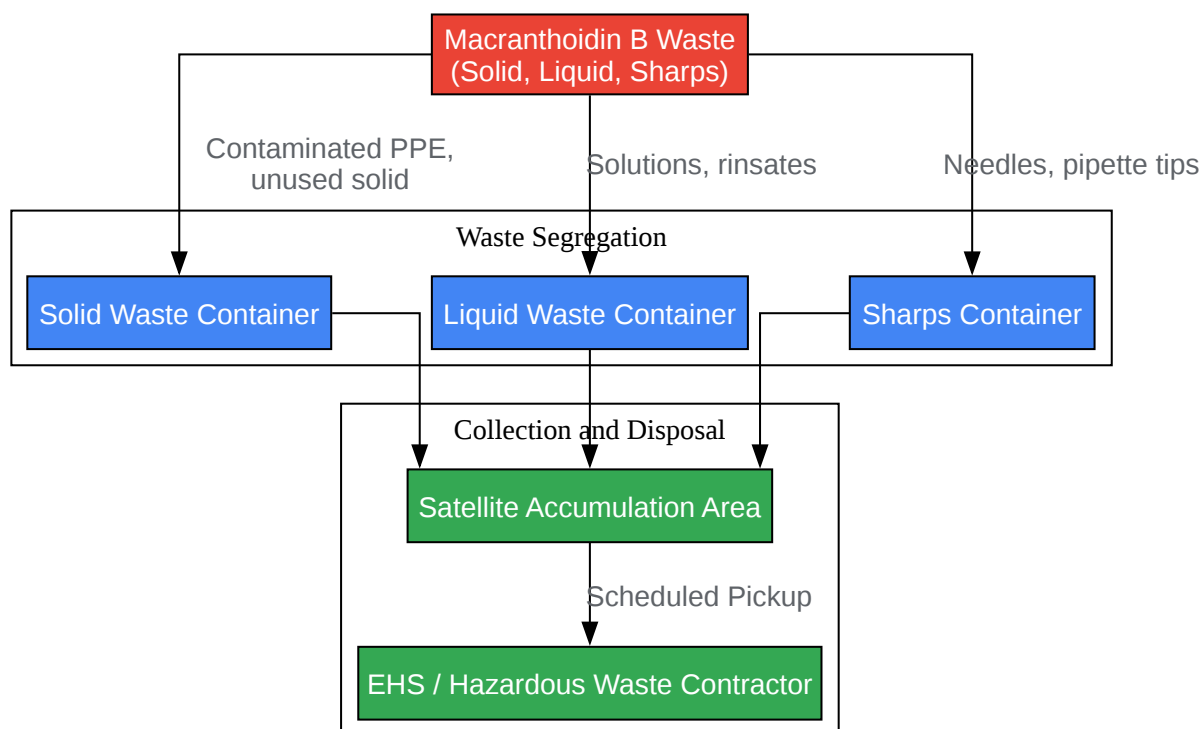 Macranthoidin B Waste
(Solid, Liquid, Sharps)
Contaminated PPE,
unused solid
Solutions, rinsates
Needles, pipette tips
Waste Segregation
Solid Waste Container
Liquid Waste Container
Sharps Container
Collection and Disposal
Satellite Accumulation Area
Scheduled Pickup
EHS / Hazardous Waste Contractor